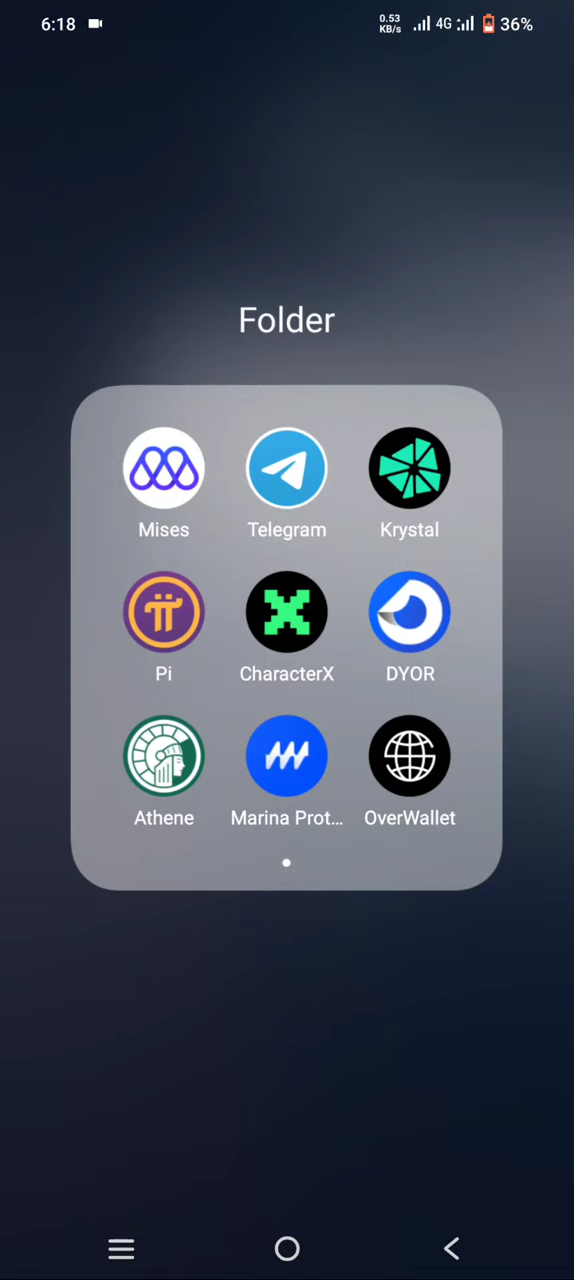 6:18 0.53 KB/s 4G 36%
Folder
Mises Telegram Krystal
Pi CharacterX DYOR
Athene Marina Prot... OverWallet